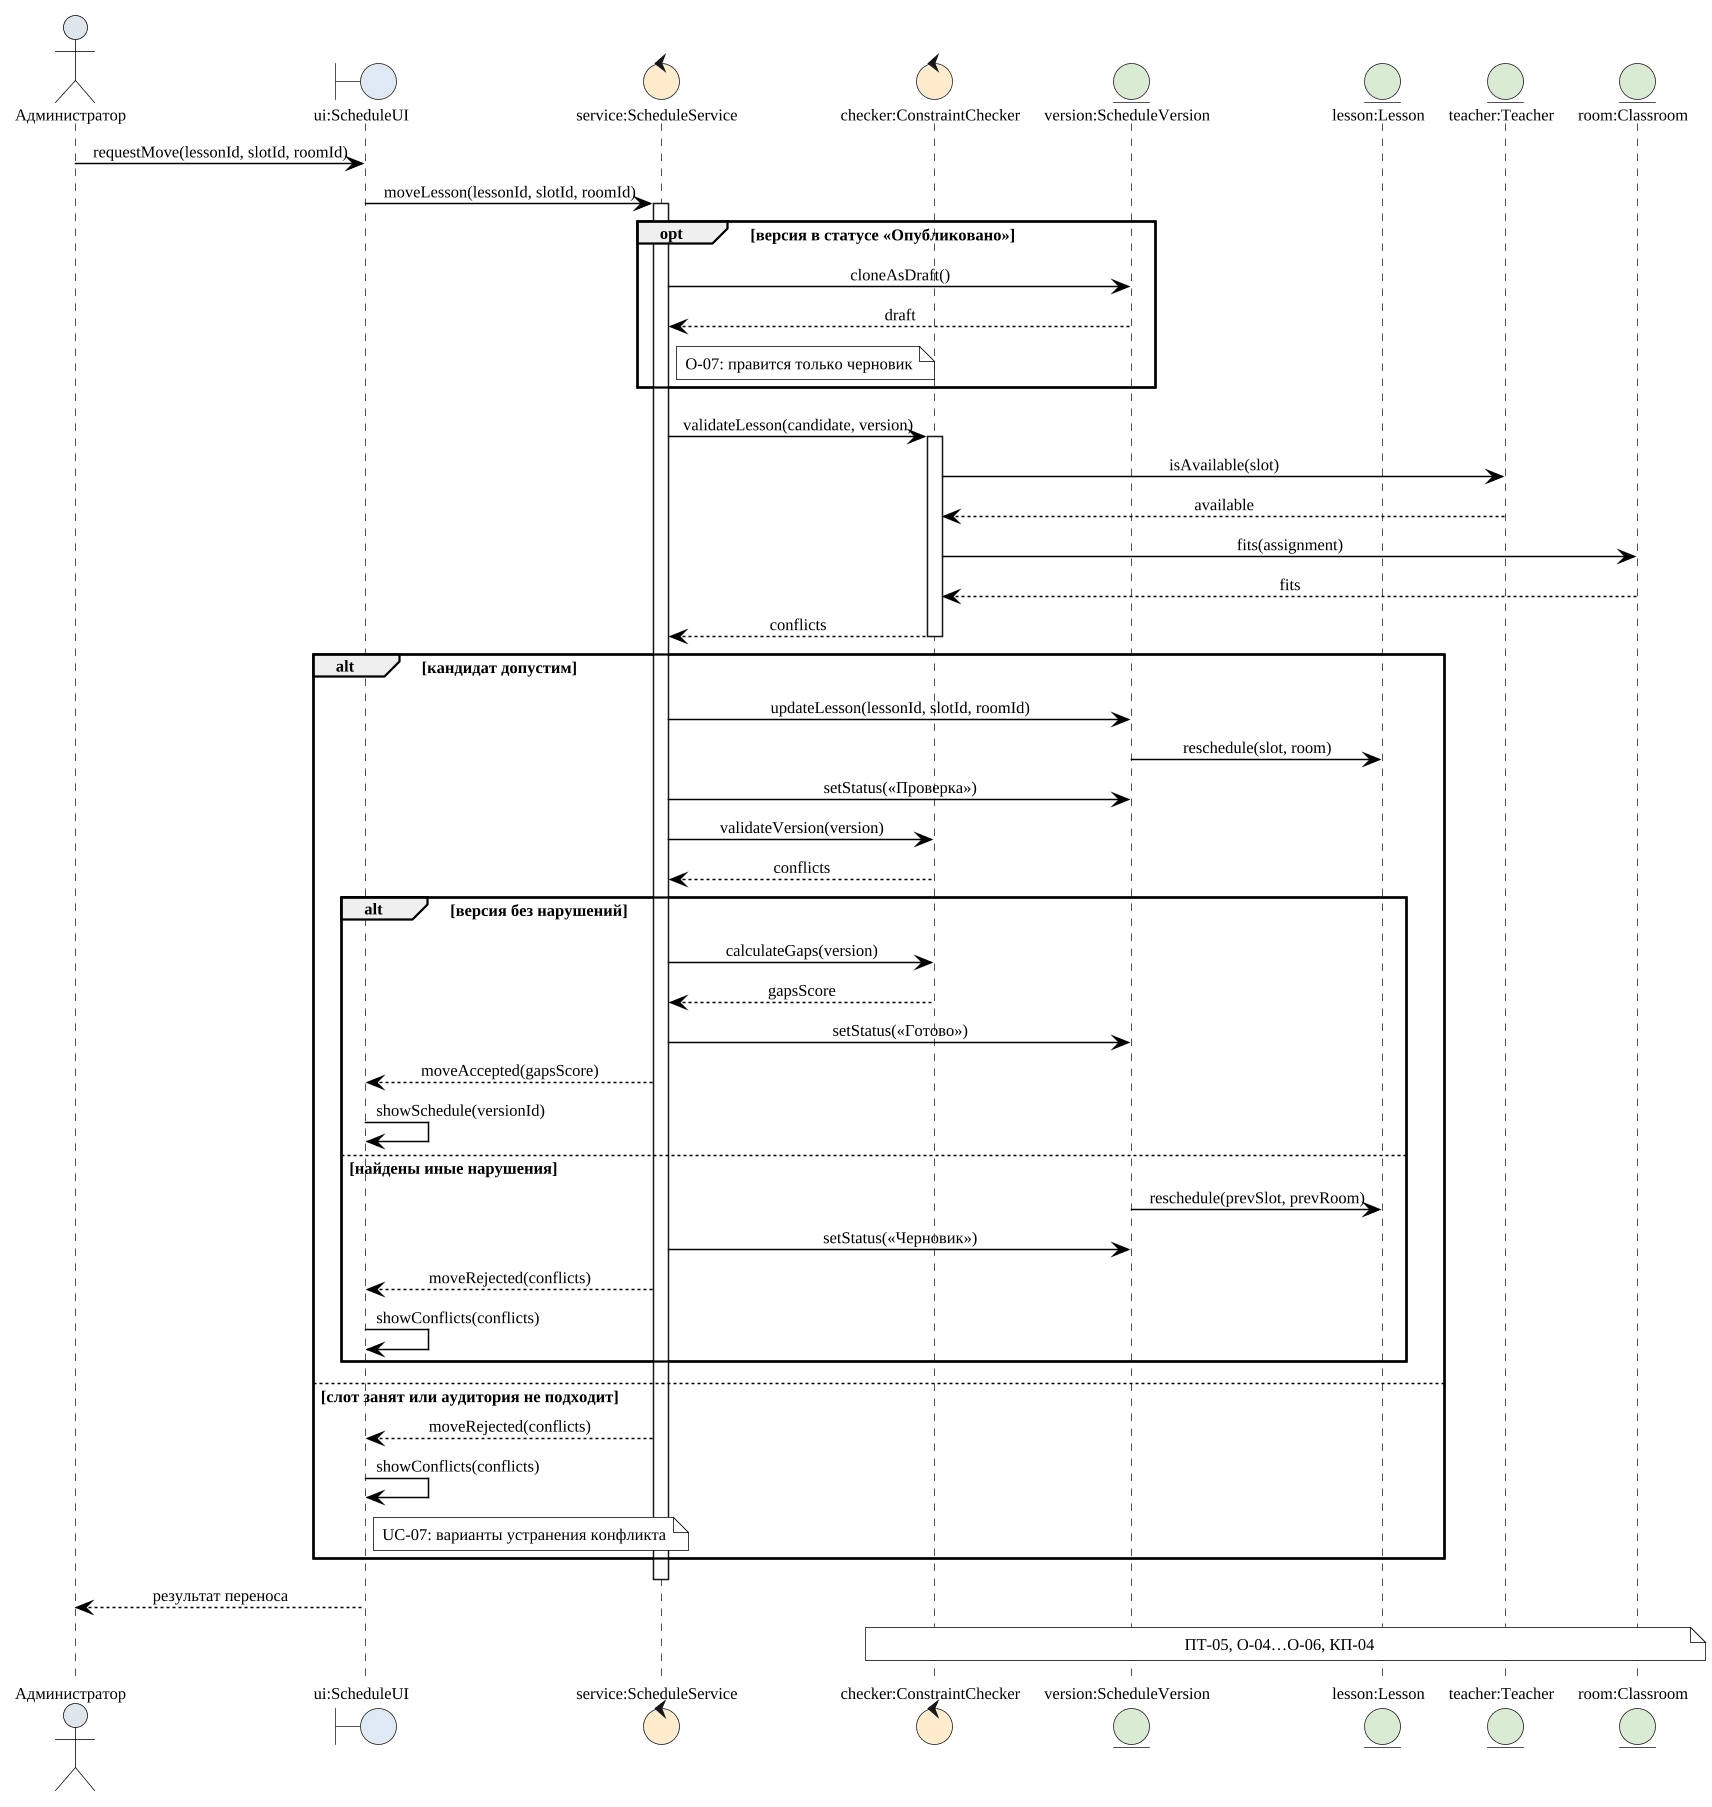 Администратор
ui:ScheduleUI
service:ScheduleService
checker:ConstraintChecker
version:ScheduleVersion
lesson:Lesson
teacher:Teacher
room:Classroom
requestMove(lessonId, slotId, roomId)
moveLesson(lessonId, slotId, roomId)
opt
[версия в статусе «Опубликовано»]
cloneAsDraft()
draft
О-07: правится только черновик
validateLesson(candidate, version)
isAvailable(slot)
available
fits(assignment)
fits
conflicts
alt
[кандидат допустим]
updateLesson(lessonId, slotId, roomId)
reschedule(slot, room)
setStatus(«Проверка»)
validateVersion(version)
conflicts
alt
[версия без нарушений]
calculateGaps(version)
gapsScore
setStatus(«Готово»)
moveAccepted(gapsScore)
showSchedule(versionId)
[найдены иные нарушения]
reschedule(prevSlot, prevRoom)
setStatus(«Черновик»)
moveRejected(conflicts)
showConflicts(conflicts)
[слот занят или аудитория не подходит]
moveRejected(conflicts)
showConflicts(conflicts)
UC-07: варианты устранения конфликта
результат переноса
ПТ-05, О-04…О-06, КП-04
Администратор
ui:ScheduleUI
service:ScheduleService
checker:ConstraintChecker
version:ScheduleVersion
lesson:Lesson
teacher:Teacher
room:Classroom